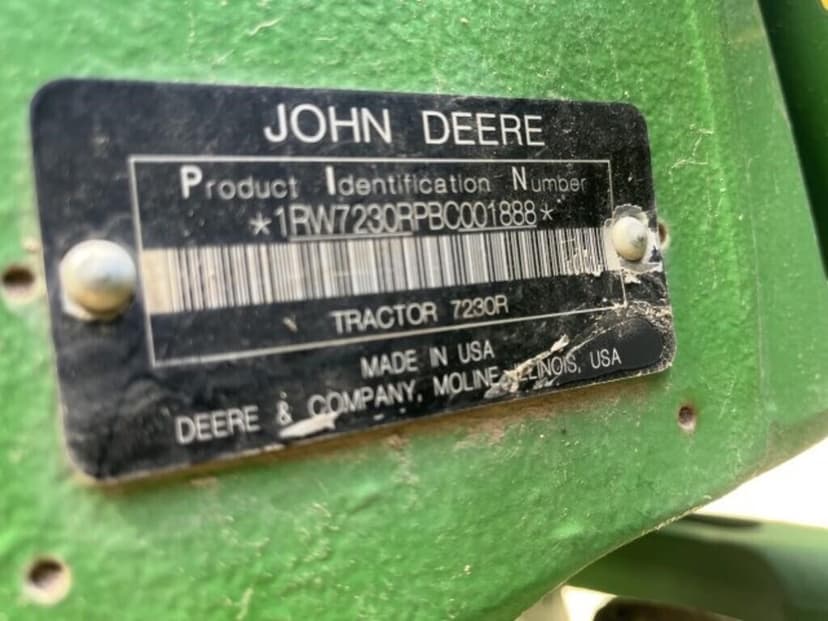 JOHN DEERE
Product Identification Number
*1RW7230RPBC001888*
TRACTOR 7230R
MADE IN USA
DEERE & COMPANY, MOLINE, ILLINOIS, USA